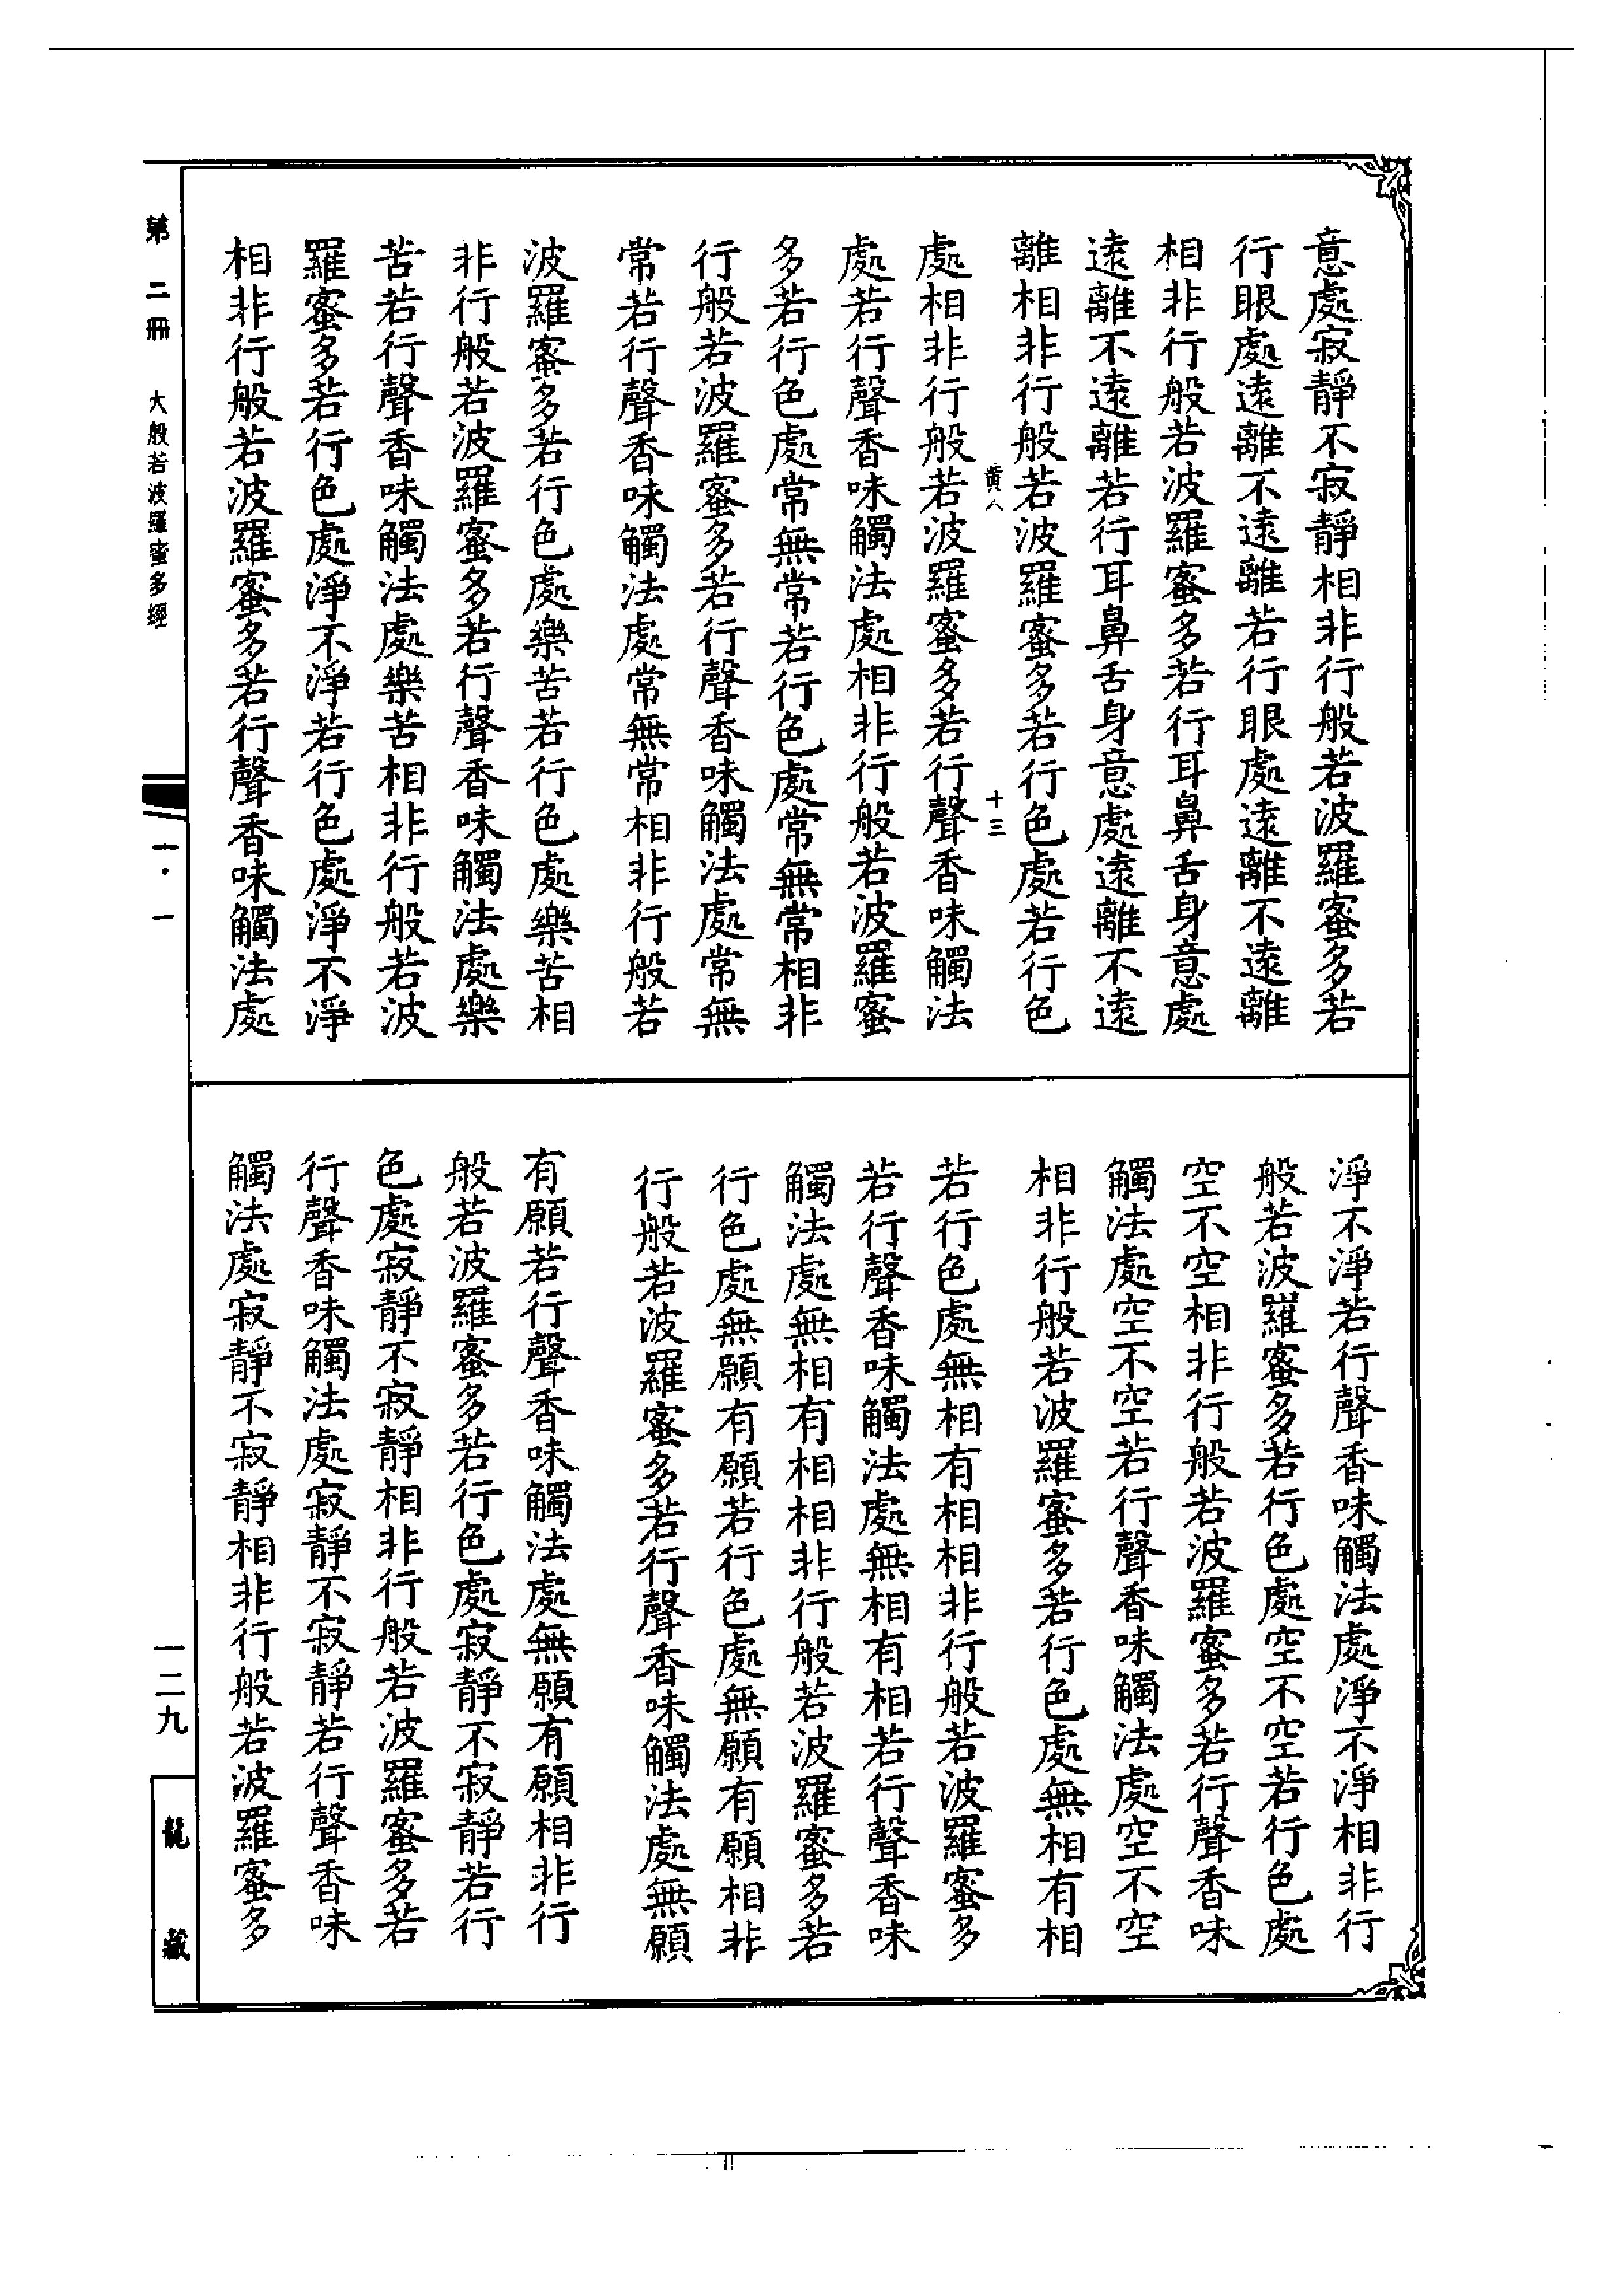 意處寂靜不寂靜相非行般若波羅蜜多若
行眼處遠離不遠離若行眼處遠離不遠離
相非行般若波羅蜜多若行耳鼻舌身意處
遠離不遠離若行耳鼻舌身意處遠離不遠
離相非行般若波羅蜜多若行色處若行色
黃八 十三
處相非行般若波羅蜜多若行聲香味觸法
處若行聲香味觸法處相非行般若波羅蜜
多若行色處常無常若行色處常無常相非
行般若波羅蜜多若行聲香味觸法處常無
常若行聲香味觸法處常無常相非行般若
波羅蜜多若行色處樂苦若行色處樂苦相
非行般若波羅蜜多若行聲香味觸法處樂
苦若行聲香味觸法處樂苦相非行般若波
羅蜜多若行色處淨不淨若行色處淨不淨
相非行般若波羅蜜多若行聲香味觸法處
淨不淨若行聲香味觸法處淨不淨相非行
般若波羅蜜多若行色處空不空若行色處
空不空相非行般若波羅蜜多若行聲香味
觸法處空不空若行聲香味觸法處空不空
相非行般若波羅蜜多若行色處無相有相
若行色處無相有相相非行般若波羅蜜多
若行聲香味觸法處無相有相若行聲香味
觸法處無相有相相非行般若波羅蜜多若
行色處無願有願若行色處無願有願相非
行般若波羅蜜多若行聲香味觸法處無願
有願若行聲香味觸法處無願有願相非行
般若波羅蜜多若行色處寂靜不寂靜若行
色處寂靜不寂靜相非行般若波羅蜜多若
行聲香味觸法處寂靜不寂靜若行聲香味
觸法處寂靜不寂靜相非行般若波羅蜜多
第二冊 大般若波羅蜜多經
一·一
一二九
龍藏